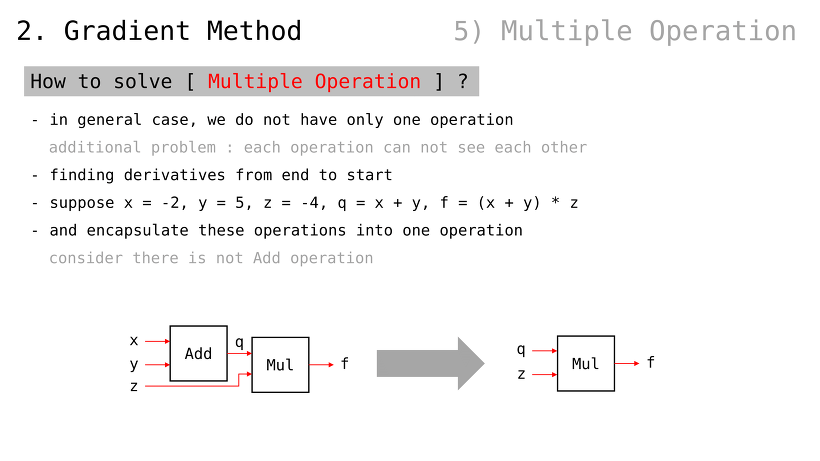 2. Gradient Method
5) Multiple Operation
How to solve [ Multiple Operation ] ?
- in general case, we do not have only one operation
additional problem : each operation can not see each other
- finding derivatives from end to start
- suppose x = -2, y = 5, z = -4, q = x + y, f = (x + y) * z
- and encapsulate these operations into one operation
consider there is not Add operation
x
y
z
Add
q
Mul
f
q
z
Mul
f